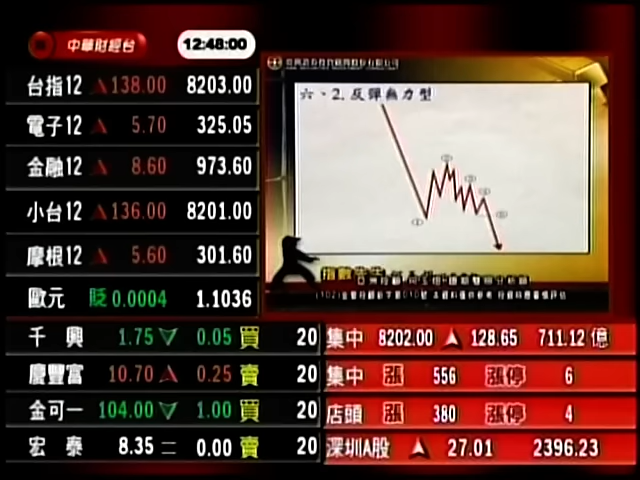 中華財經台 12:48:00
台指12 138.00 8203.00
電子12 5.70 325.05
金融12 8.60 973.60
小台12 136.00 8201.00
摩根12 5.60 301.60
歐元 貶0.0004 1.1036
六、2.反彈無力型
千興 1.75 0.05 買 20
慶豐富 10.70 0.25 賣 20
金可一 104.00 1.00 買 20
宏泰 8.35 二 0.00 賣 20
集中 8202.00 128.65 711.12億
集中 漲 556 漲停 6
店頭 漲 380 漲停 4
深圳A股 27.01 2396.23